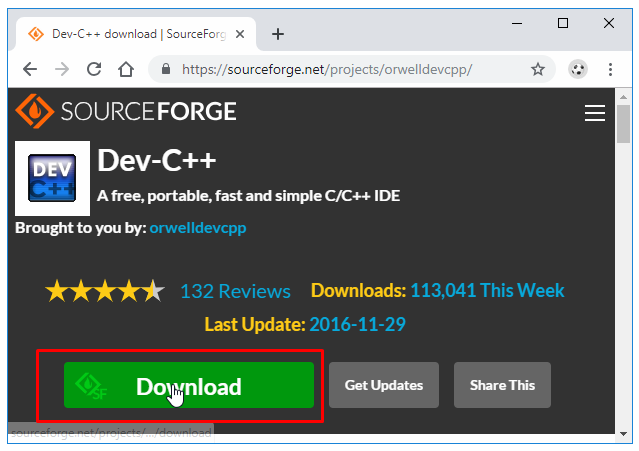 Dev-C++ download | SourceForg
https://sourceforge.net/projects/orwelldevcpp/
SOURCEFORGE
DEV
C++
Dev-C++
A free, portable, fast and simple C/C++ IDE
Brought to you by: orwelldevcpp
132 Reviews Downloads: 113,041 This Week
Last Update: 2016-11-29
SF Download Get Updates Share This
sourceforge.net/projects/.../download